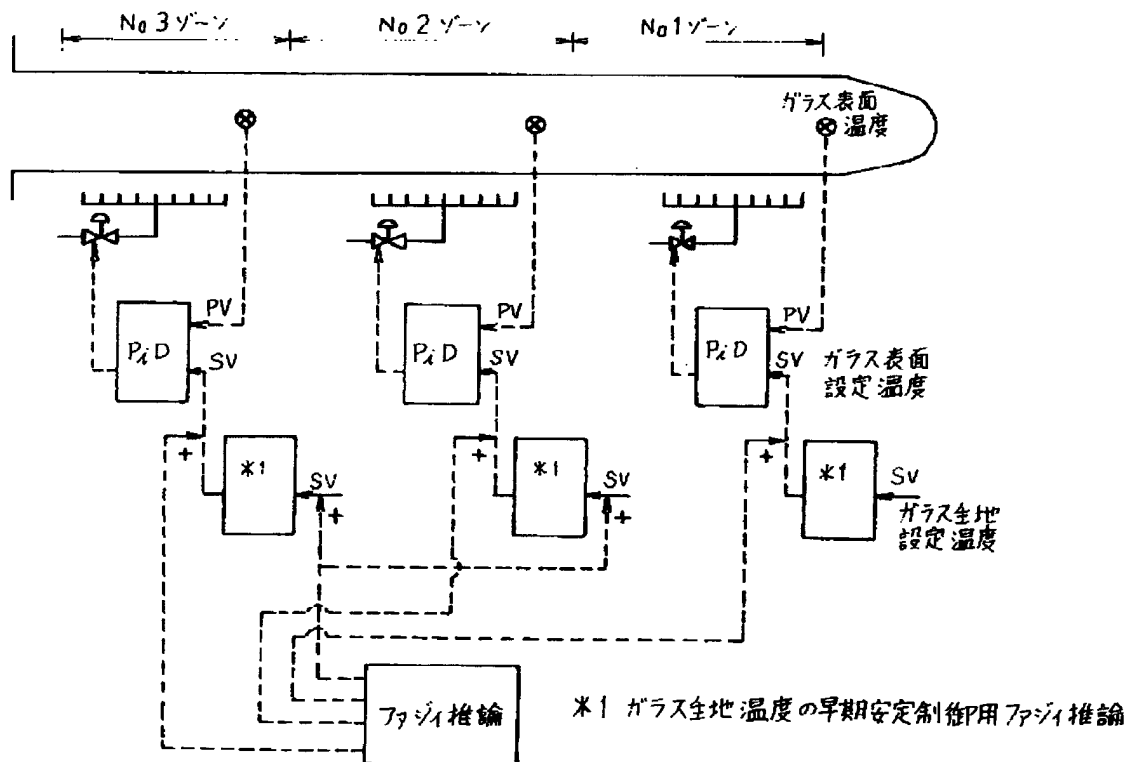 No 3 ゾーン
No 2 ゾーン
No 1 ゾーン
ガラス表面
温度
PV
PV
PV
PiD
SV
PiD
SV
PiD
SV
ガラス表面
設定温度
+
*1
SV
+
+
*1
SV
+
+
*1
SV
ガラス生地
設定温度
ファジィ推論
*1 ガラス生地温度の早期安定制御用ファジィ推論